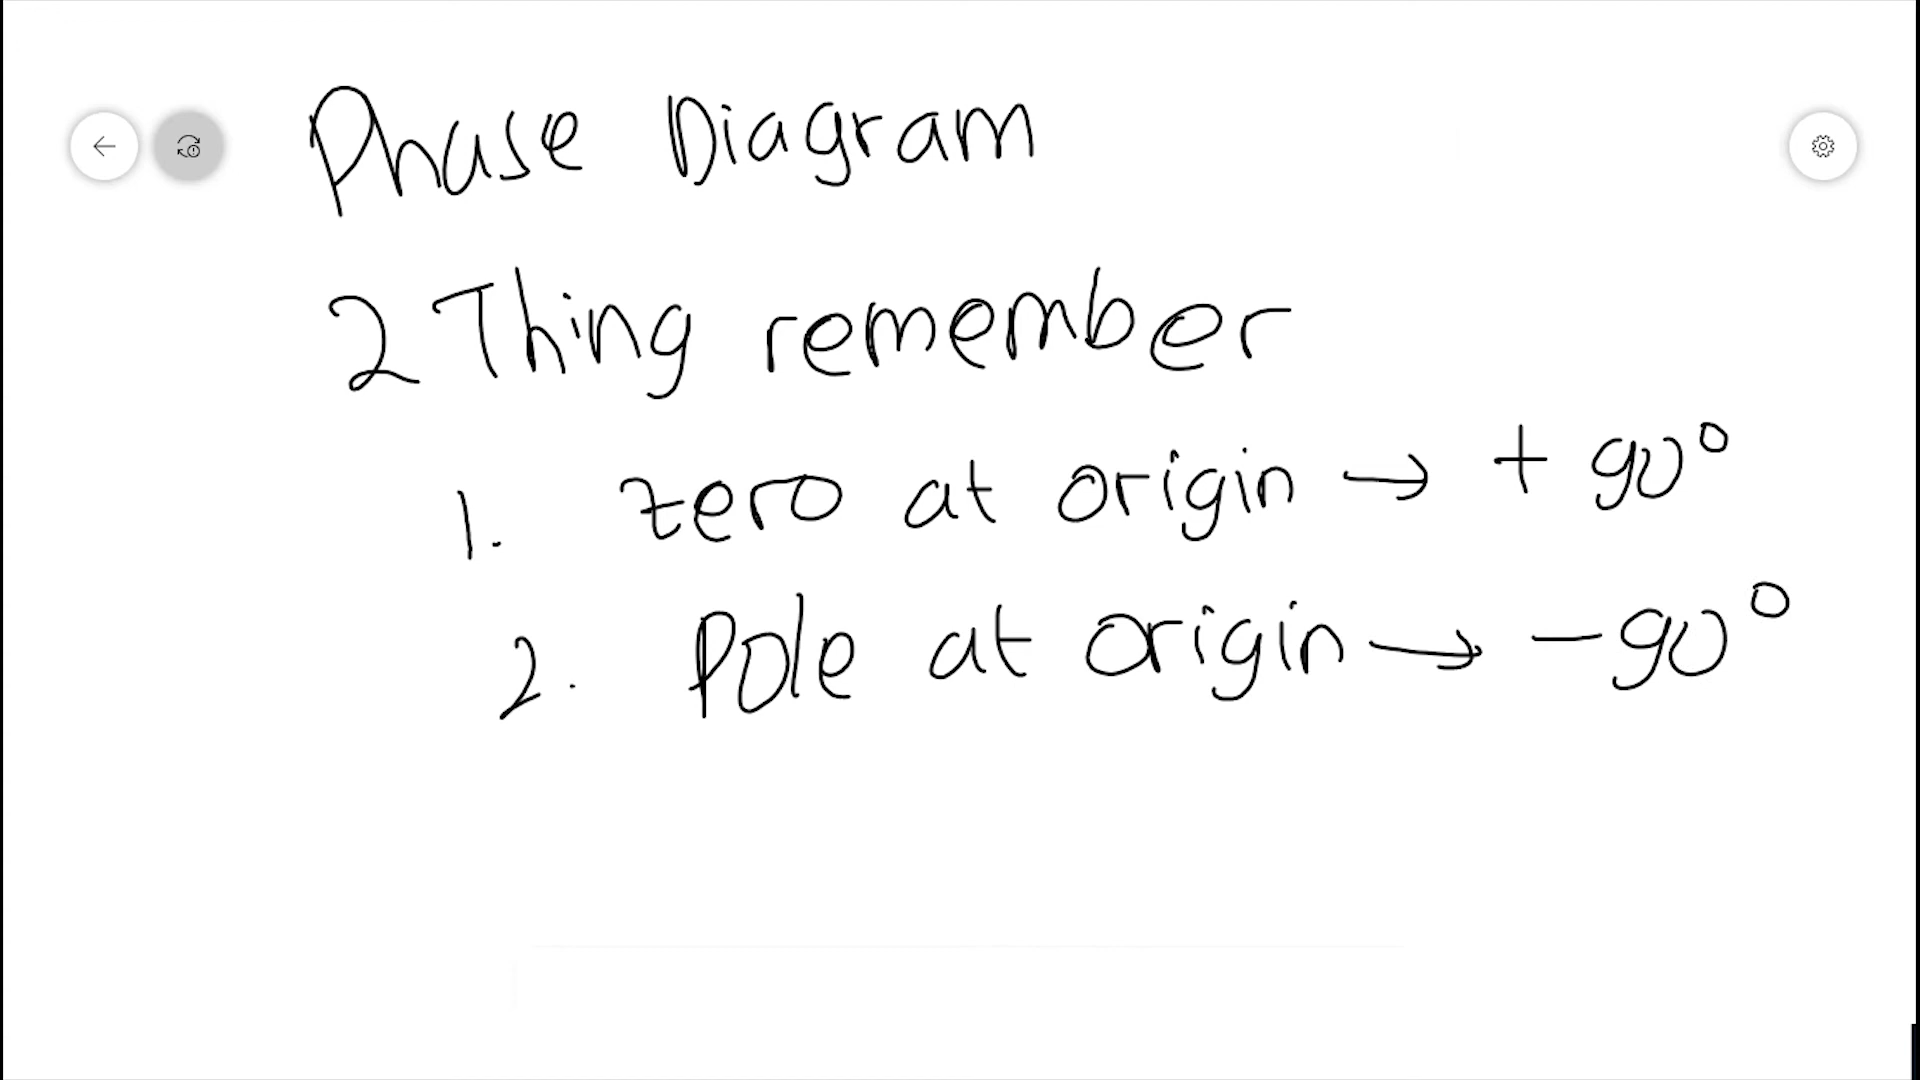 Phase Diagram
2 Thing remember
1. zero at origin → + 90°
2. Pole at origin → - 90°